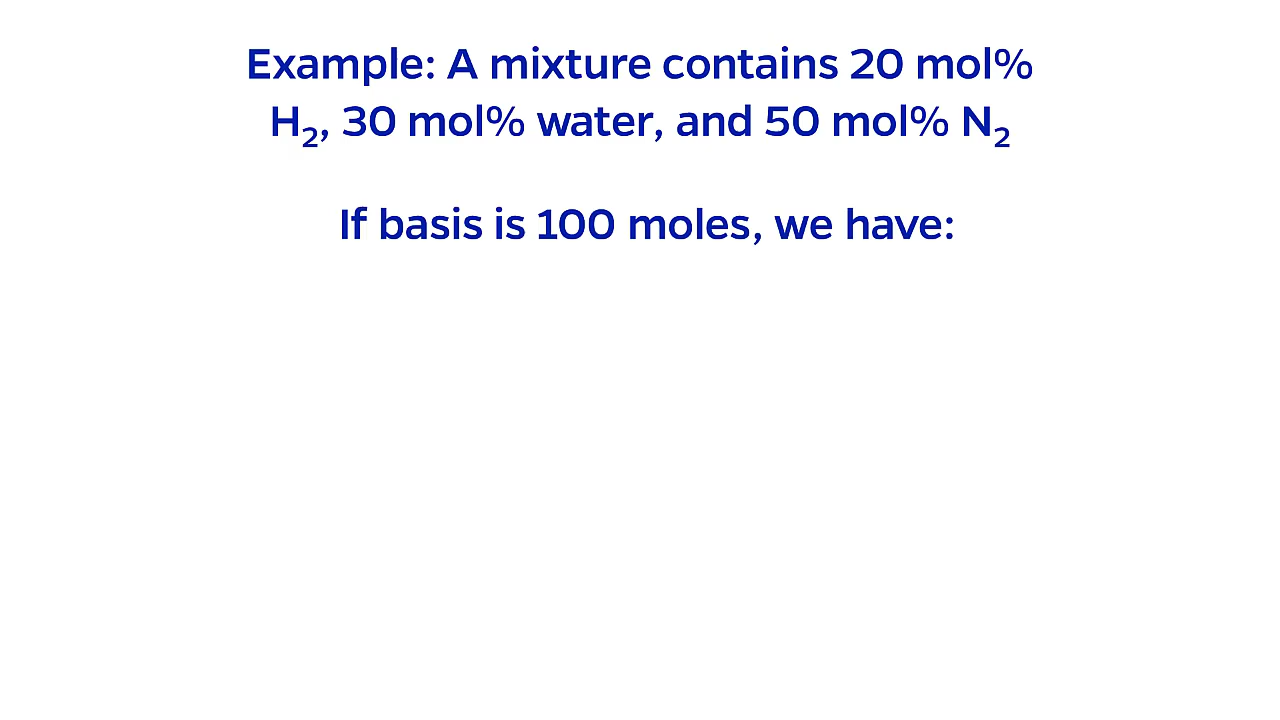 Example: A mixture contains 20 mol%
H₂, 30 mol% water, and 50 mol% N₂
If basis is 100 moles, we have: